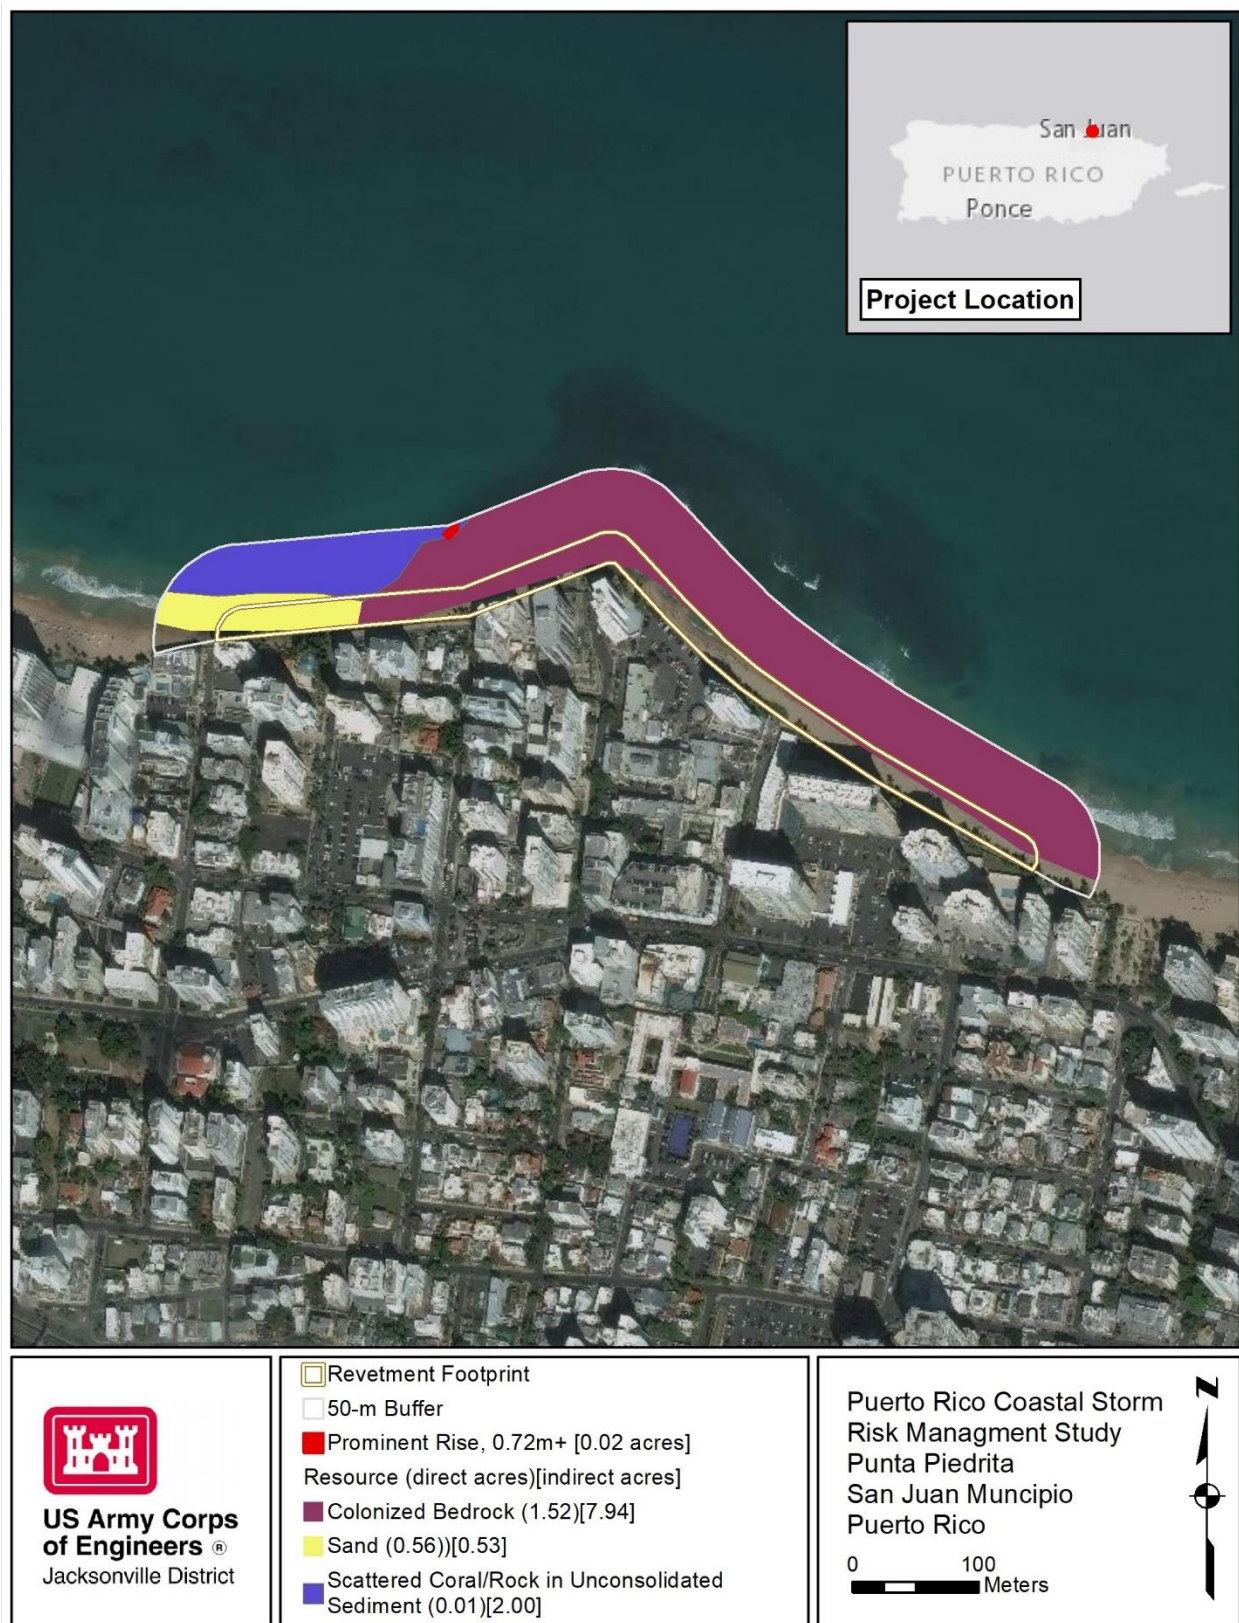 San Juan
PUERTO RICO
Ponce
Project Location
US Army Corps
of Engineers ®
Jacksonville District
Revetment Footprint
50-m Buffer
Prominent Rise, 0.72m+ [0.02 acres]
Resource (direct acres)[indirect acres]
Colonized Bedrock (1.52)[7.94]
Sand (0.56))[0.53]
Scattered Coral/Rock in Unconsolidated
Sediment (0.01)[2.00]
Puerto Rico Coastal Storm
Risk Managment Study
Punta Piedrita
San Juan Muncipio
Puerto Rico
0 100
Meters
N